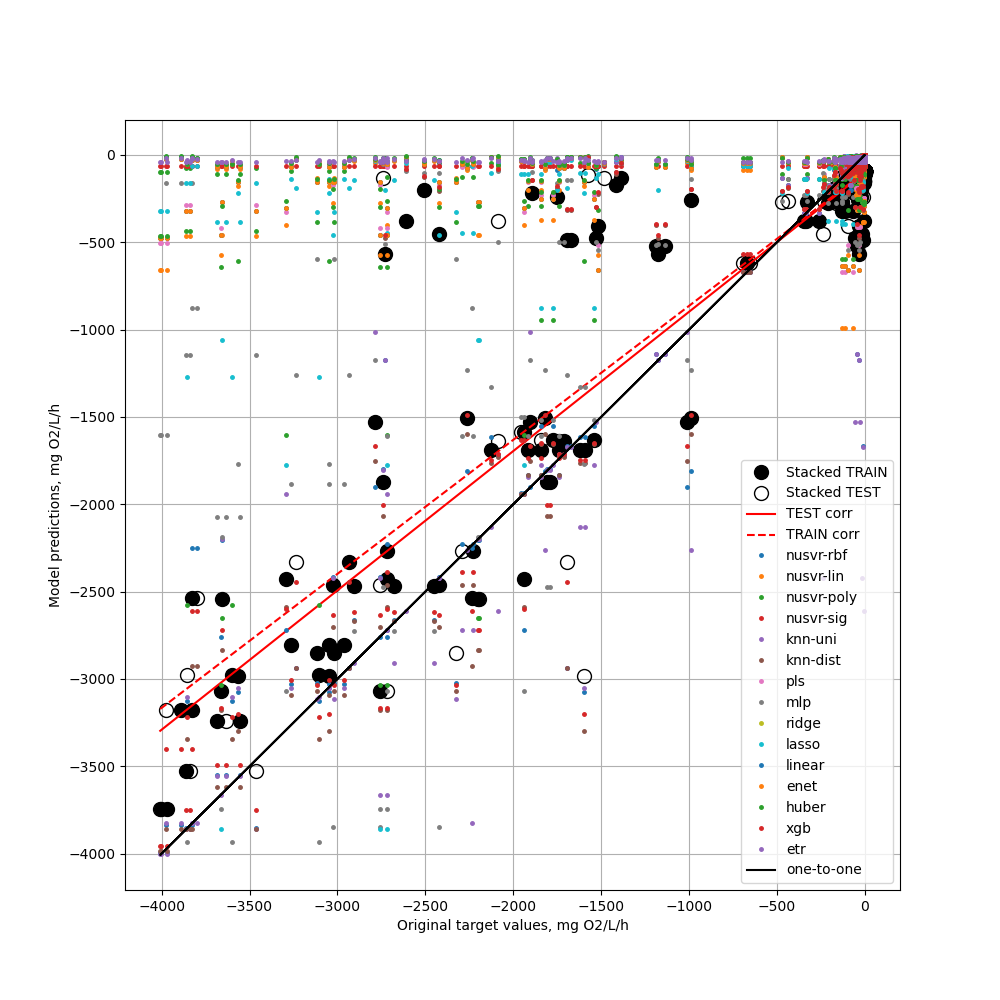 0
−500
−1000
−1500
−2000
−2500
−3000
−3500
−4000
Model predictions, mg O2/L/h
−4000 −3500 −3000 −2500 −2000 −1500 −1000 −500 0
Original target values, mg O2/L/h
Stacked TRAIN
Stacked TEST
TEST corr
TRAIN corr
nusvr-rbf
nusvr-lin
nusvr-poly
nusvr-sig
knn-uni
knn-dist
pls
mlp
ridge
lasso
linear
enet
huber
xgb
etr
one-to-one